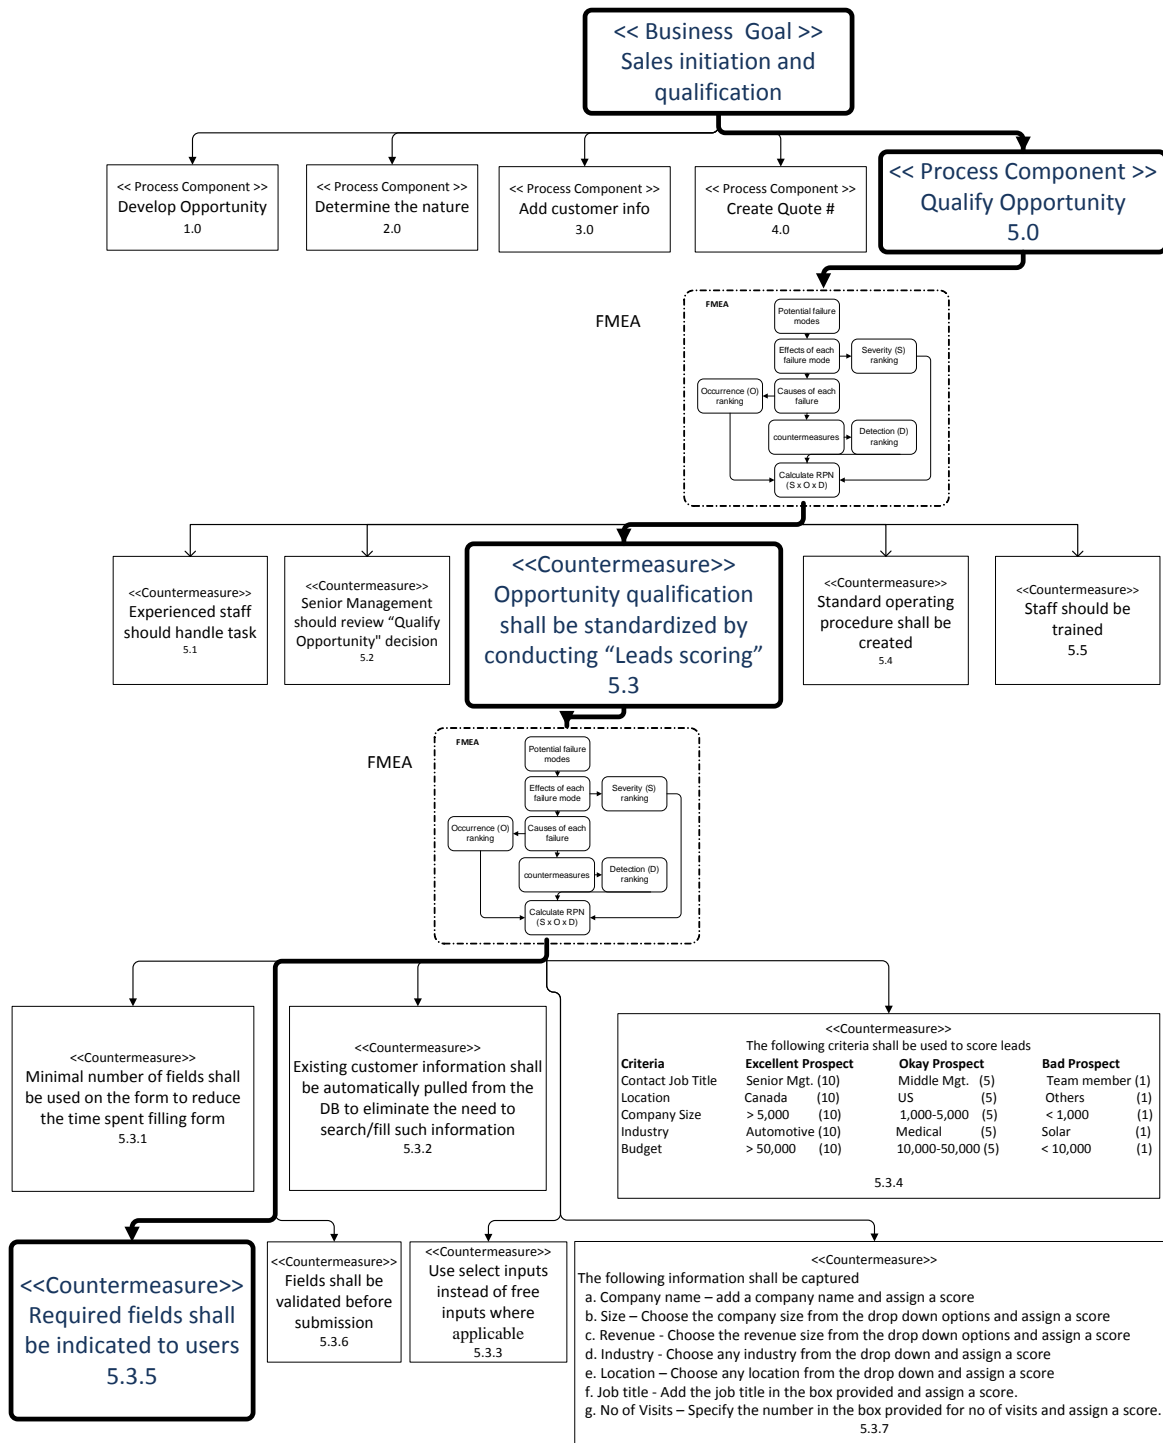 << Business  Goal >>
Sales initiation and
qualification
<< Process Component >>
Develop Opportunity
1.0
<< Process Component >>
Determine the nature
2.0
<< Process Component >>
Add customer info
3.0
<< Process Component >>
Create Quote #
4.0
<< Process Component >>
Qualify Opportunity
5.0
FMEA
FMEA
Potential failure
modes
Effects of each
failure mode
Severity (S)
ranking
Occurrence (O)
ranking
Causes of each
failure
countermeasures
Detection (D)
ranking
Calculate RPN
(S x O x D)
<<Countermeasure>>
Experienced staff
should handle task
5.1
<<Countermeasure>>
Senior Management
should review “Qualify
Opportunity" decision
5.2
<<Countermeasure>>
Opportunity qualification
shall be standardized by
conducting “Leads scoring”
5.3
<<Countermeasure>>
Standard operating
procedure shall be
created
5.4
<<Countermeasure>>
Staff should be
trained
5.5
FMEA
FMEA
Potential failure
modes
Effects of each
failure mode
Severity (S)
ranking
Occurrence (O)
ranking
Causes of each
failure
countermeasures
Detection (D)
ranking
Calculate RPN
(S x O x D)
<<Countermeasure>>
Minimal number of fields shall
be used on the form to reduce
the time spent filling form
5.3.1
<<Countermeasure>>
Existing customer information shall
be automatically pulled from the
DB to eliminate the need to
search/fill such information
5.3.2
<<Countermeasure>>
The following criteria shall be used to score leads
Criteria Excellent Prospect Okay Prospect Bad Prospect
Contact Job Title Senior Mgt. (10) Middle Mgt. (5) Team member (1)
Location Canada (10) US (5) Others (1)
Company Size > 5,000 (10) 1,000-5,000 (5) < 1,000 (1)
Industry Automotive (10) Medical (5) Solar (1)
Budget > 50,000 (10) 10,000-50,000 (5) < 10,000 (1)
5.3.4
<<Countermeasure>>
Required fields shall
be indicated to users
5.3.5
<<Countermeasure>>
Fields shall be
validated before
submission
5.3.6
<<Countermeasure>>
Use select inputs
instead of free
inputs where
applicable
5.3.3
<<Countermeasure>>
The following information shall be captured
a. Company name – add a company name and assign a score
b. Size – Choose the company size from the drop down options and assign a score
c. Revenue - Choose the revenue size from the drop down options and assign a score
d. Industry - Choose any industry from the drop down and assign a score
e. Location – Choose any location from the drop down and assign a score
f. Job title - Add the job title in the box provided and assign a score.
g. No of Visits – Specify the number in the box provided for no of visits and assign a score.
5.3.7